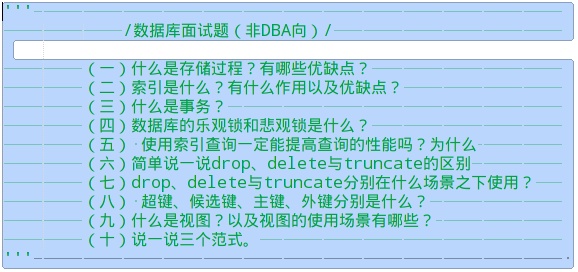 '''
/数据库面试题（非DBA向）/
（一）什么是存储过程？有哪些优缺点？
（二）索引是什么？有什么作用以及优缺点？
（三）什么是事务？
（四）数据库的乐观锁和悲观锁是什么？
（五） 使用索引查询一定能提高查询的性能吗？为什么
（六）简单说一说drop、delete与truncate的区别
（七）drop、delete与truncate分别在什么场景之下使用？
（八） 超键、候选键、主键、外键分别是什么？
（九）什么是视图？以及视图的使用场景有哪些？
（十）说一说三个范式。
'''